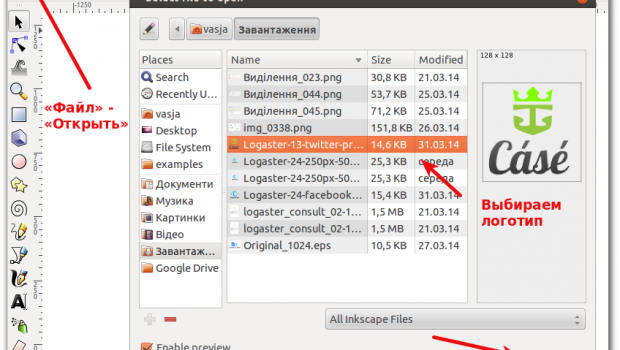 -1250
vasja
Завантаження
Places
Name
Size
Modified
128 x 128
Search
Recently U...
vasja
Desktop
File System
examples
Документи
Музика
Картинки
Відео
Завантаж...
Google Drive
Виділення_023.png 30,8 KB 21.03.14
Виділення_044.png 53,7 KB 25.03.14
Виділення_045.png 71,2 KB 25.03.14
img_0338.png 151,8 KB 26.03.14
Logaster-13-twitter-pr... 14,6 KB 31.03.14
Logaster-24-250px-50... 25,3 KB середа
Logaster-24-250px-50... 25,3 KB середа
Logaster-24-facebook... 15,4 KB 31.03.14
logaster_consult_02-1... 1,5 MB 21.03.14
logaster_consult_02-1... 1,5 MB 21.03.14
Original_1024.eps 10,5 KB 27.03.14
Cásé
«Файл» -
«Открыть»
Выбираем
логотип
All Inkscape Files
Enable preview